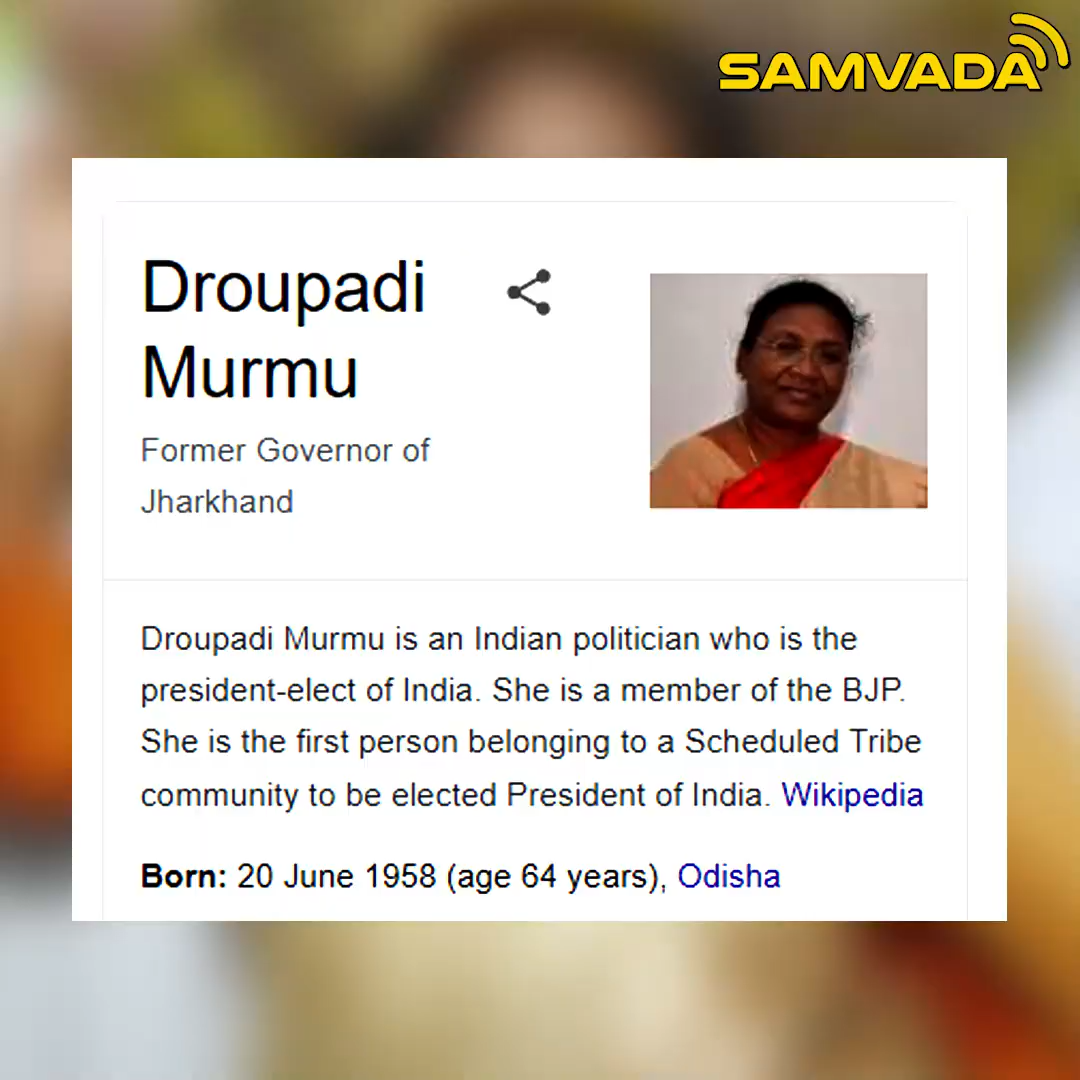 SAMVADA
Droupadi
Murmu
Former Governor of
Jharkhand
Droupadi Murmu is an Indian politician who is the
president-elect of India. She is a member of the BJP.
She is the first person belonging to a Scheduled Tribe
community to be elected President of India. Wikipedia
Born: 20 June 1958 (age 64 years), Odisha